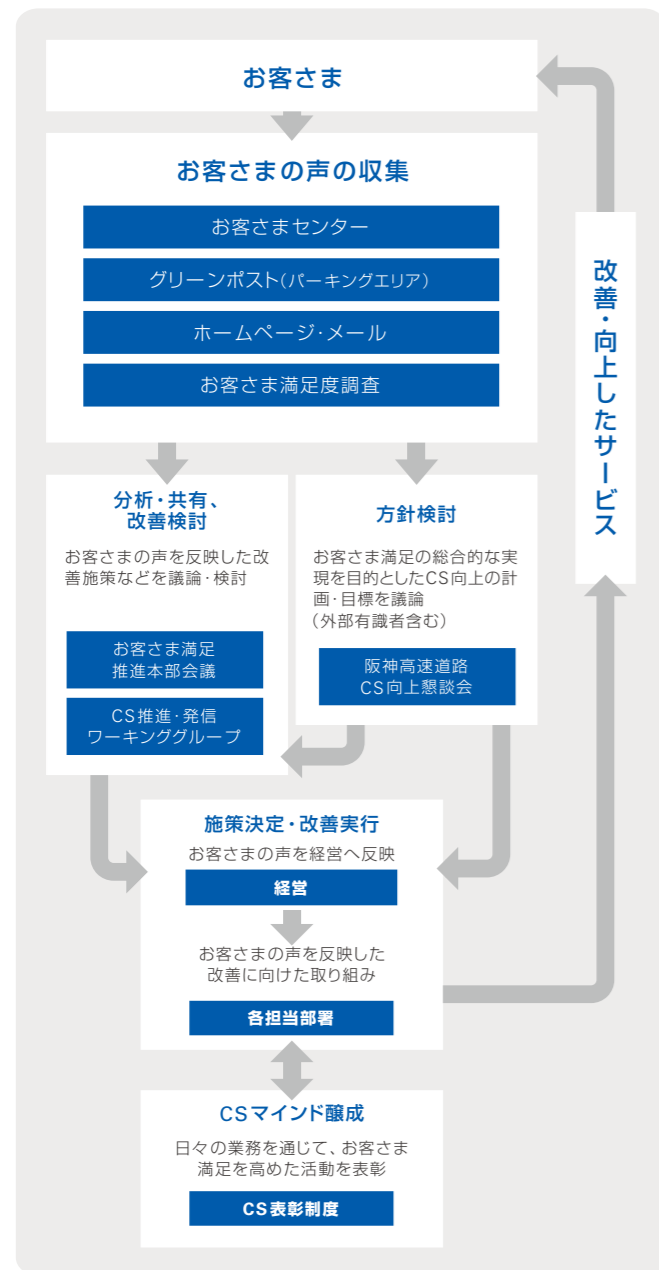 お客さま
お客さまの声の収集
お客さまセンター
グリーンポスト(パーキングエリア)
ホームページ・メール
お客さま満足度調査
分析・共有、
改善検討
お客さまの声を反映した改
善施策などを議論・検討
お客さま満足
推進本部会議
CS推進・発信
ワーキンググループ
方針検討
お客さま満足の総合的な実
現を目的としたCS向上の計
画・目標を議論
(外部有識者含む)
阪神高速道路
CS向上懇談会
施策決定・改善実行
お客さまの声を経営へ反映
経営
お客さまの声を反映した
改善に向けた取り組み
各担当部署
CSマインド醸成
日々の業務を通じて、お客さま
満足を高めた活動を表彰
CS表彰制度
改善・向上したサービス